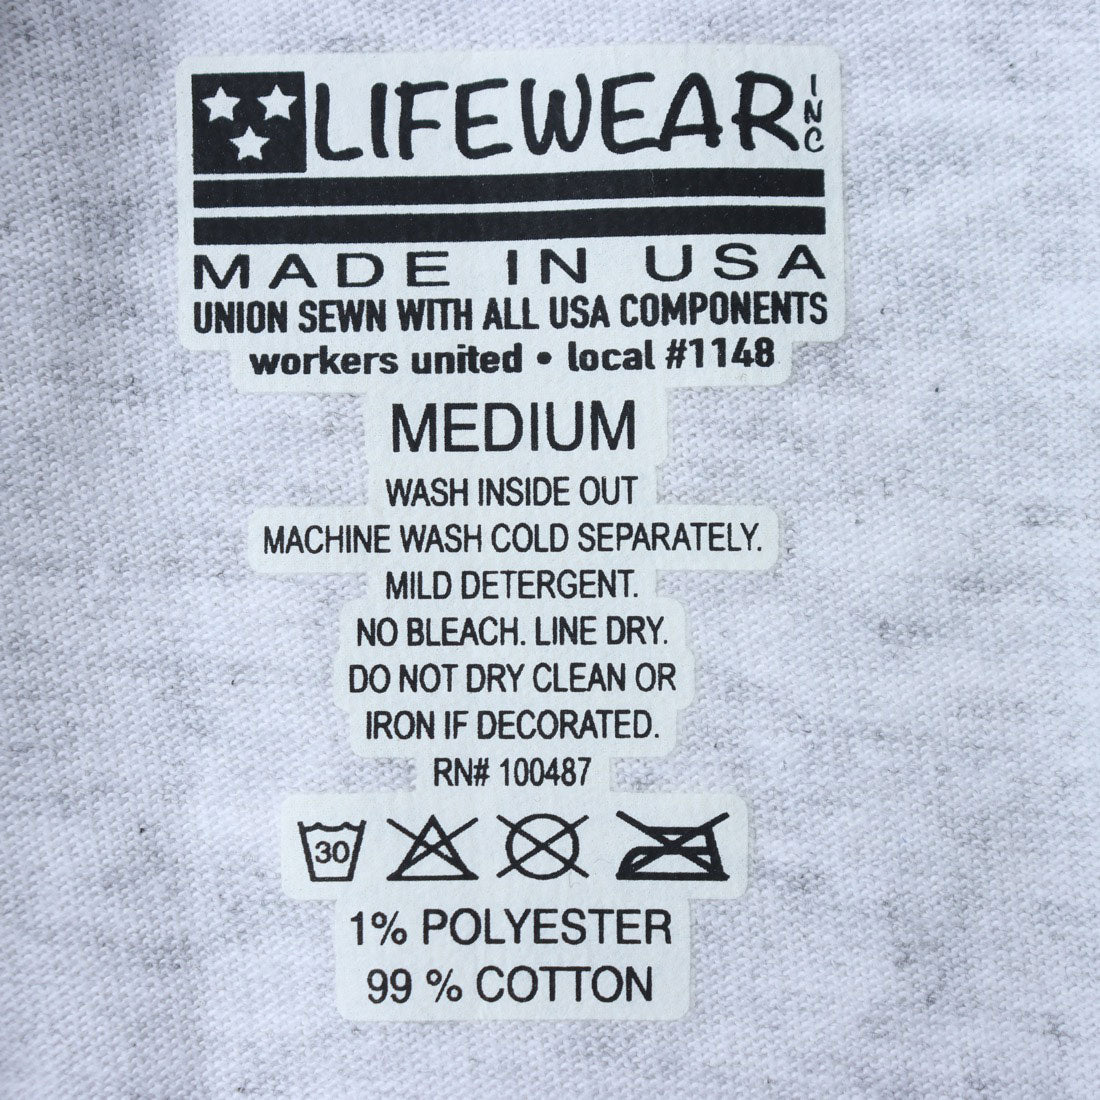 LIFEWEAR INC
MADE IN USA
UNION SEWN WITH ALL USA COMPONENTS
workers united • local #1148
MEDIUM
WASH INSIDE OUT
MACHINE WASH COLD SEPARATELY.
MILD DETERGENT.
NO BLEACH. LINE DRY.
DO NOT DRY CLEAN OR
IRON IF DECORATED.
RN# 100487
30
1% POLYESTER
99 % COTTON